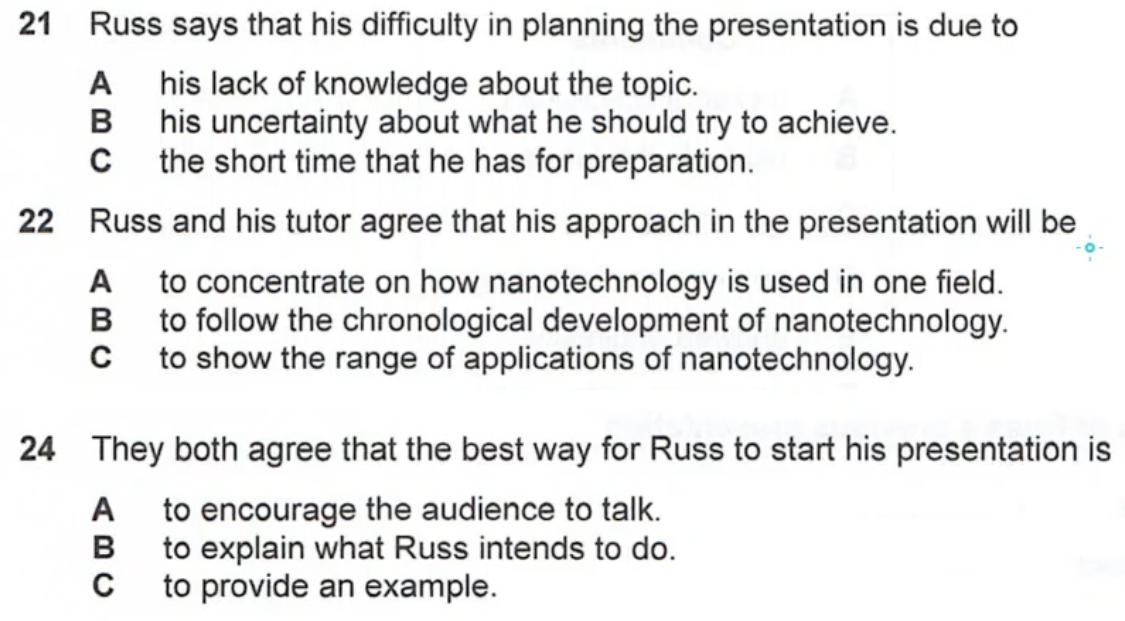 21 Russ says that his difficulty in planning the presentation is due to
A his lack of knowledge about the topic.
B his uncertainty about what he should try to achieve.
C the short time that he has for preparation.
22 Russ and his tutor agree that his approach in the presentation will be
A to concentrate on how nanotechnology is used in one field.
B to follow the chronological development of nanotechnology.
C to show the range of applications of nanotechnology.
24 They both agree that the best way for Russ to start his presentation is
A to encourage the audience to talk.
B to explain what Russ intends to do.
C to provide an example.